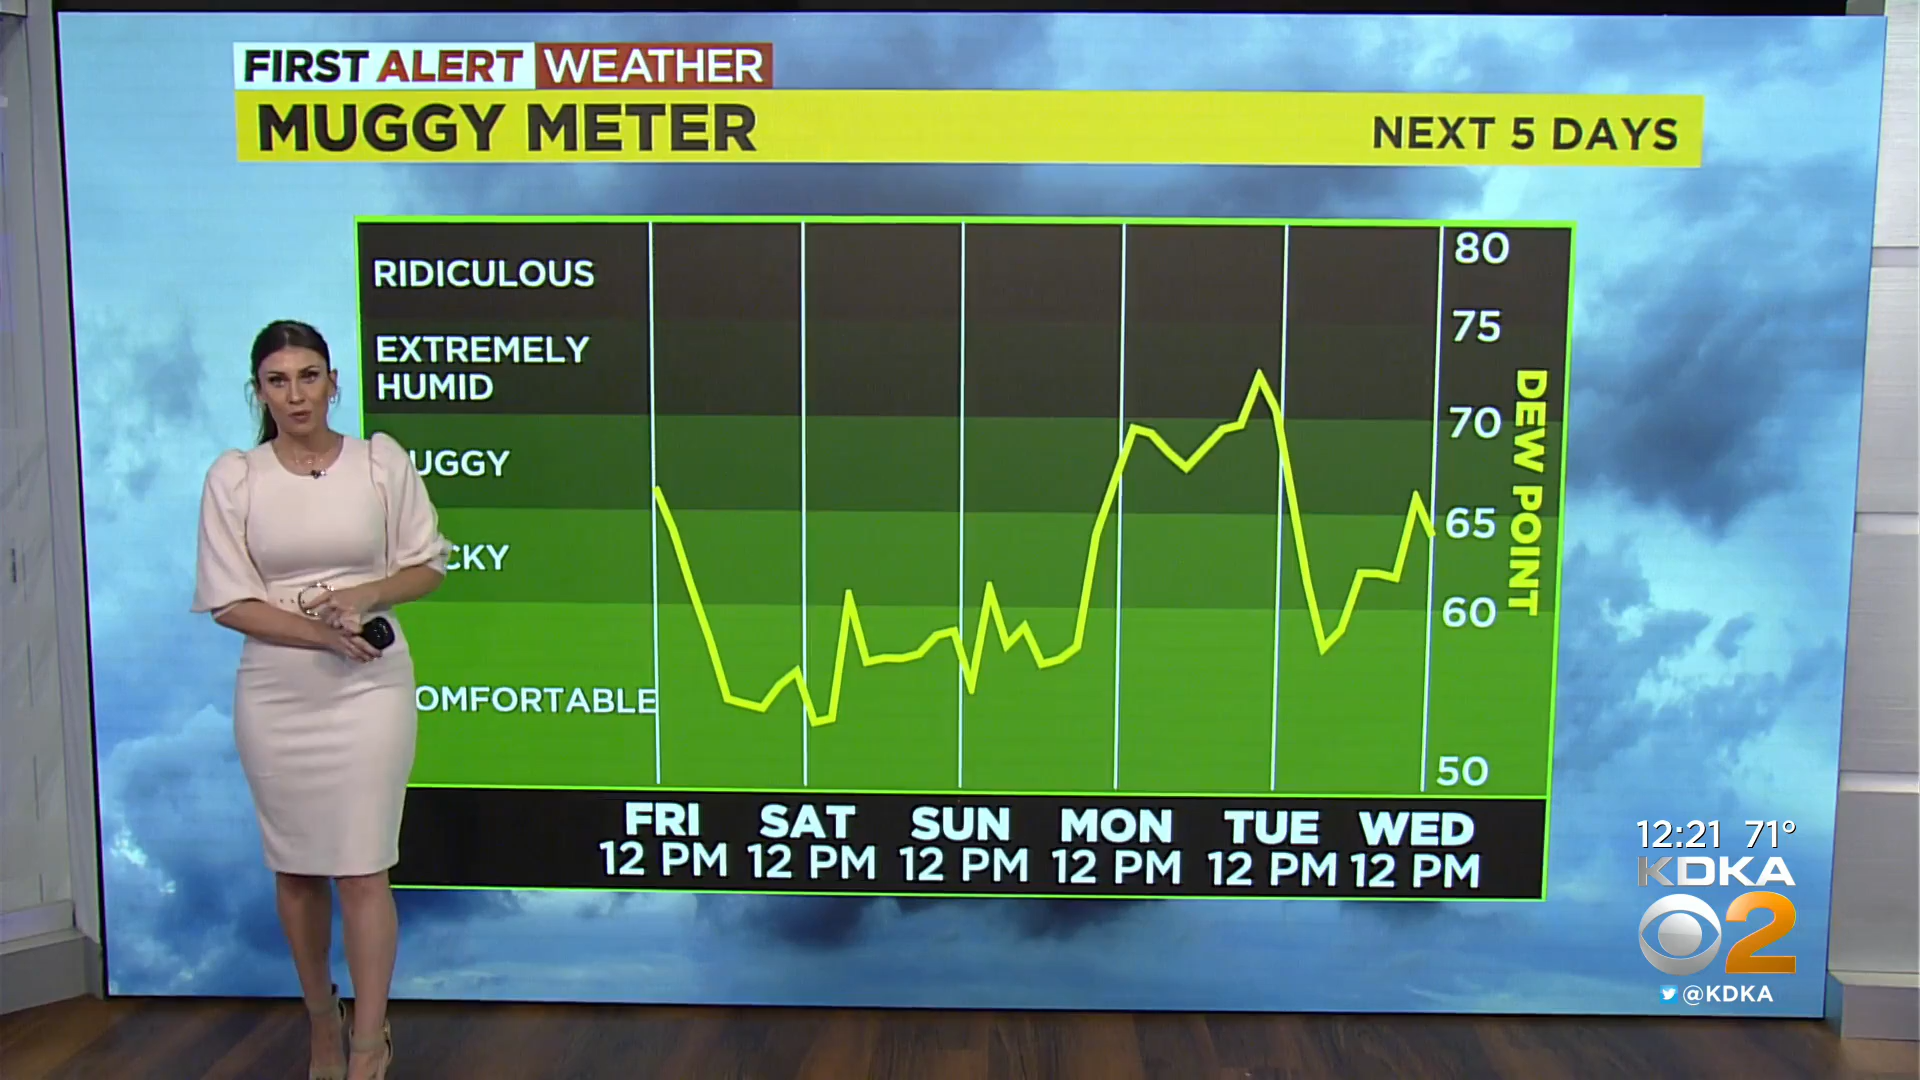 FIRST ALERT WEATHER
MUGGY METER
NEXT 5 DAYS
RIDICULOUS
EXTREMELY
HUMID
UGGY
CKY
OMFORTABLE
80
75
70
65
60
50
DEW POINT
FRI SAT SUN MON TUE WED
12 PM 12 PM 12 PM 12 PM 12 PM 12 PM
12:21 71°
KDKA
2
@KDKA